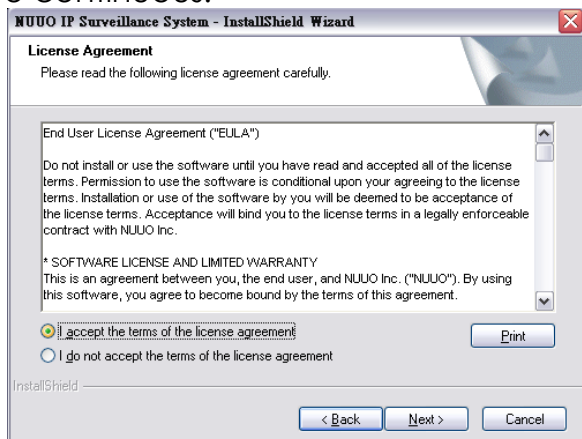 NUUO IP Surveillance System - InstallShield Wizard
License Agreement
Please read the following license agreement carefully.
End User License Agreement ("EULA")
Do not install or use the software until you have read and accepted all of the license
terms. Permission to use the software is conditional upon your agreeing to the license
terms. Installation or use of the software by you will be deemed to be acceptance of
the license terms. Acceptance will bind you to the license terms in a legally enforceable
contract with NUUO Inc.
* SOFTWARE LICENSE AND LIMITED WARRANTY
This is an agreement between you, the end user, and NUUO Inc. ("NUUO"). By using
this software, you agree to become bound by the terms of this agreement.
I accept the terms of the license agreement
Print
I do not accept the terms of the license agreement
InstallShield
< Back Next > Cancel